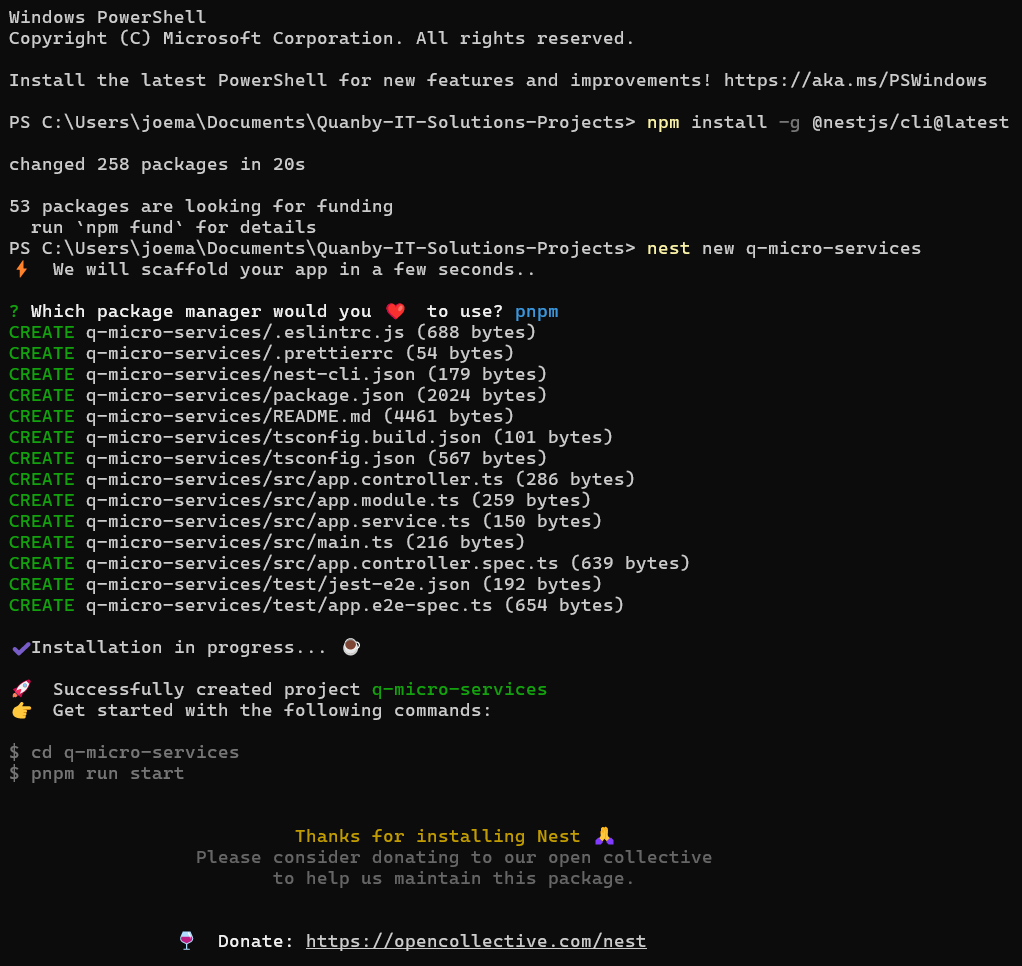 Windows PowerShell
Copyright (C) Microsoft Corporation. All rights reserved.
Install the latest PowerShell for new features and improvements! https://aka.ms/PSWindows
PS C:\Users\joema\Documents\Quanby-IT-Solutions-Projects> npm install -g @nestjs/cli@latest
changed 258 packages in 20s
53 packages are looking for funding
  run `npm fund` for details
PS C:\Users\joema\Documents\Quanby-IT-Solutions-Projects> nest new q-micro-services
⚡  We will scaffold your app in a few seconds..
? Which package manager would you ❤️  to use? pnpm
CREATE q-micro-services/.eslintrc.js (688 bytes)
CREATE q-micro-services/.prettierrc (54 bytes)
CREATE q-micro-services/nest-cli.json (179 bytes)
CREATE q-micro-services/package.json (2024 bytes)
CREATE q-micro-services/README.md (4461 bytes)
CREATE q-micro-services/tsconfig.build.json (101 bytes)
CREATE q-micro-services/tsconfig.json (567 bytes)
CREATE q-micro-services/src/app.controller.ts (286 bytes)
CREATE q-micro-services/src/app.module.ts (259 bytes)
CREATE q-micro-services/src/app.service.ts (150 bytes)
CREATE q-micro-services/src/main.ts (216 bytes)
CREATE q-micro-services/src/app.controller.spec.ts (639 bytes)
CREATE q-micro-services/test/jest-e2e.json (192 bytes)
CREATE q-micro-services/test/app.e2e-spec.ts (654 bytes)
✔Installation in progress... ☕
🚀  Successfully created project q-micro-services
👉  Get started with the following commands:
$ cd q-micro-services
$ pnpm run start
Thanks for installing Nest 🙏
Please consider donating to our open collective
to help us maintain this package.
🍷  Donate: https://opencollective.com/nest